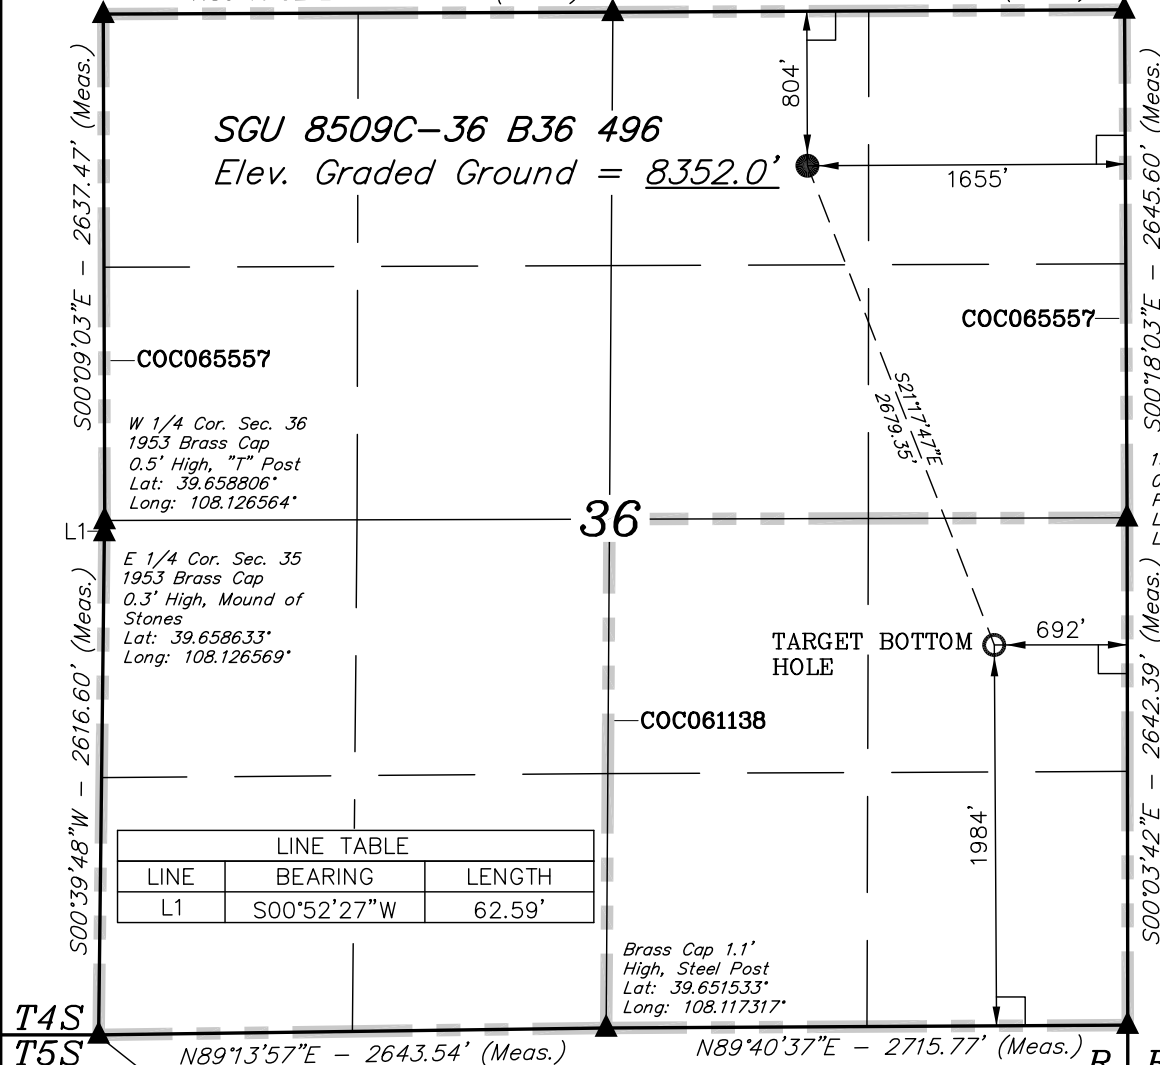 804'
SGU 8509C-36 B36 496
Elev. Graded Ground = 8352.0'
1655'
S00°09'03"E - 2637.47' (Meas.)
S00°18'03"E - 2645.60' (Meas.)
COC065557
COC065557
S21°17'47"E
2679.35'
W 1/4 Cor. Sec. 36
1953 Brass Cap
0.5' High, "T" Post
Lat: 39.658806°
Long: 108.126564°
36
L1
E 1/4 Cor. Sec. 35
1953 Brass Cap
0.3' High, Mound of
Stones
Lat: 39.658633°
Long: 108.126569°
692'
TARGET BOTTOM
HOLE
COC061138
S00°39'48"W - 2616.60' (Meas.)
S00°03'42"E - 2642.39' (Meas.)
1984'
LINE TABLE
LINE BEARING LENGTH
L1 S00°52'27"W 62.59'
Brass Cap 1.1'
High, Steel Post
Lat: 39.651533°
Long: 108.117317°
T4S
T5S
N89°13'57"E - 2643.54' (Meas.)
N89°40'37"E - 2715.77' (Meas.)